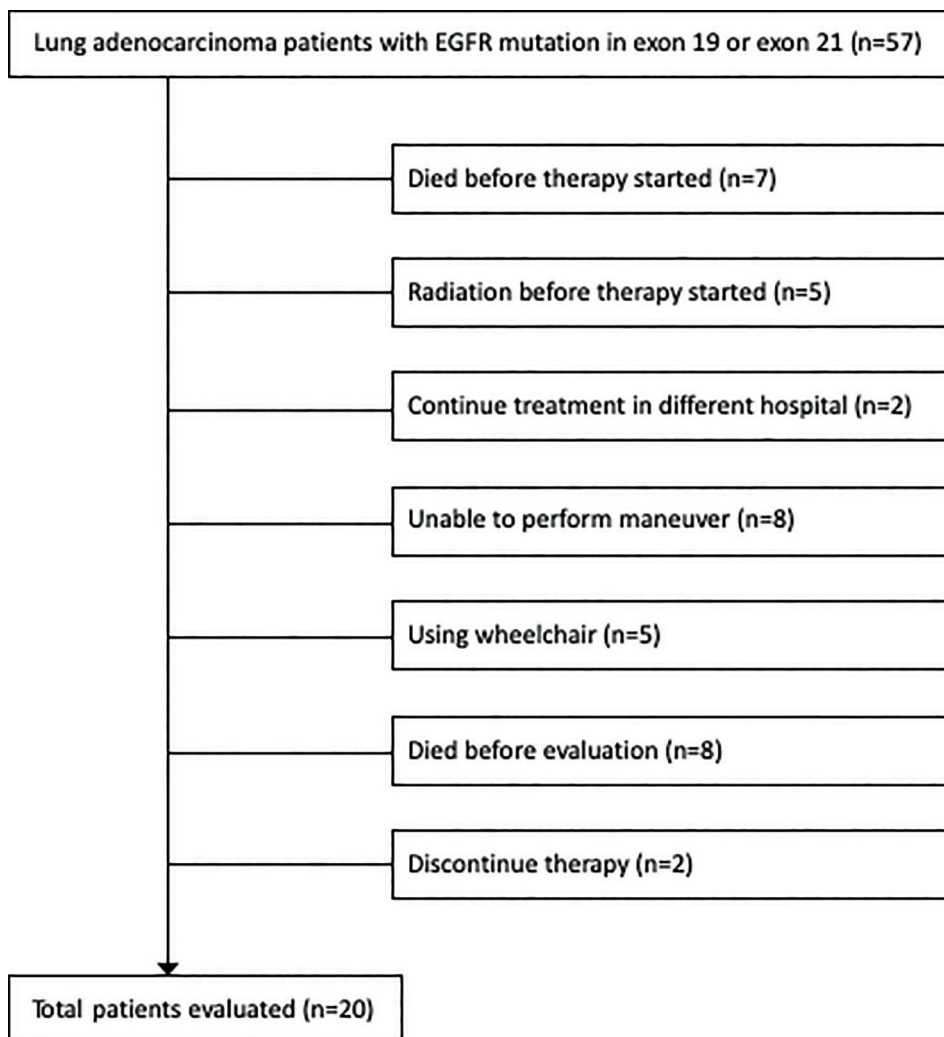 Lung adenocarcinoma patients with EGFR mutation in exon 19 or exon 21 (n=57)
Died before therapy started (n=7)
Radiation before therapy started (n=5)
Continue treatment in different hospital (n=2)
Unable to perform maneuver (n=8)
Using wheelchair (n=5)
Died before evaluation (n=8)
Discontinue therapy (n=2)
Total patients evaluated (n=20)